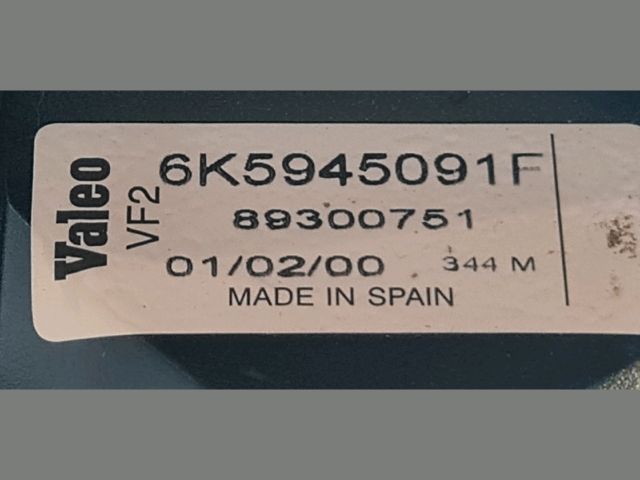 Valeo
VF2
6K5945091F
89300751
01/02/00 344 M
MADE IN SPAIN